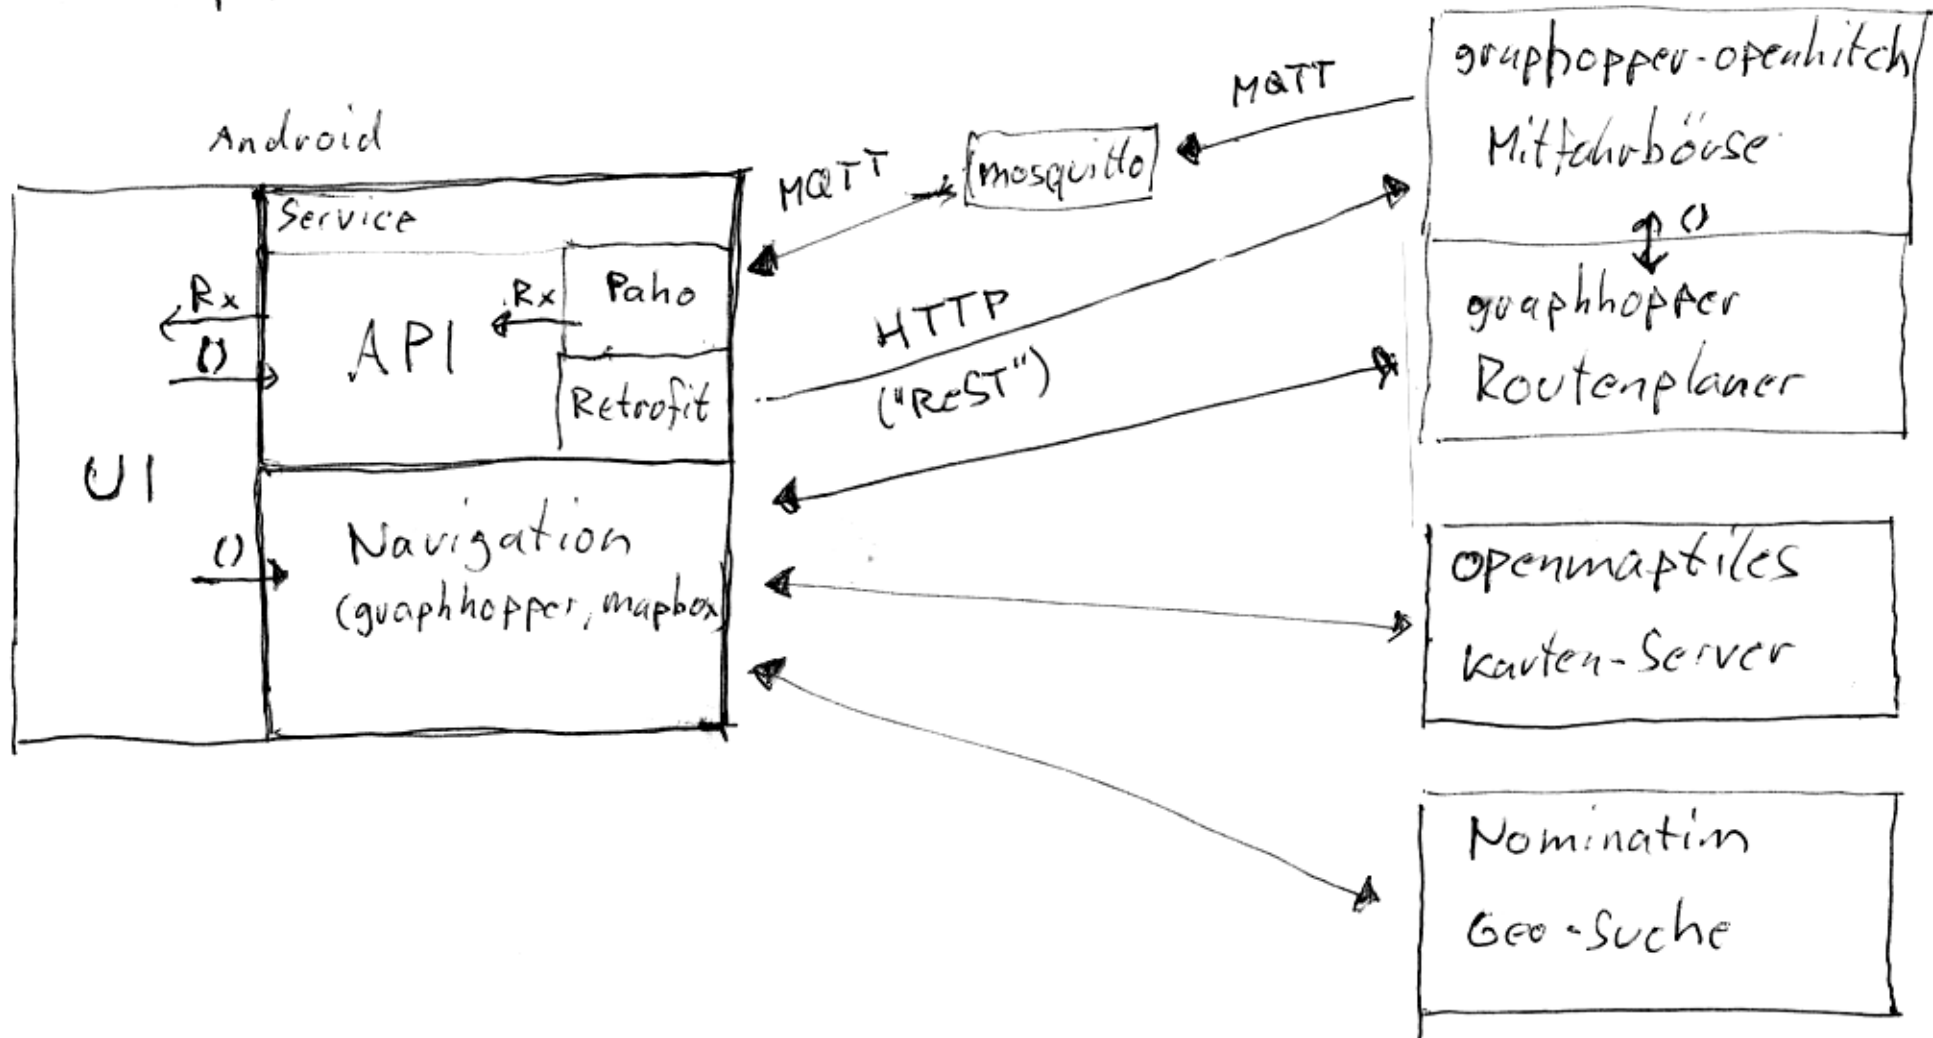 Android
UI
Rx
()
()
Service
API
Rx
Paho
Retrofit
Navigation
(graphhopper, mapbox)
MQTT
mosquitto
MQTT
HTTP
("ReST")
graphopper-openhitch
Mitfahrbörse
()
graphhopper
Routenplaner
openmaptiles
Karten-Server
Nominatim
Geo-Suche